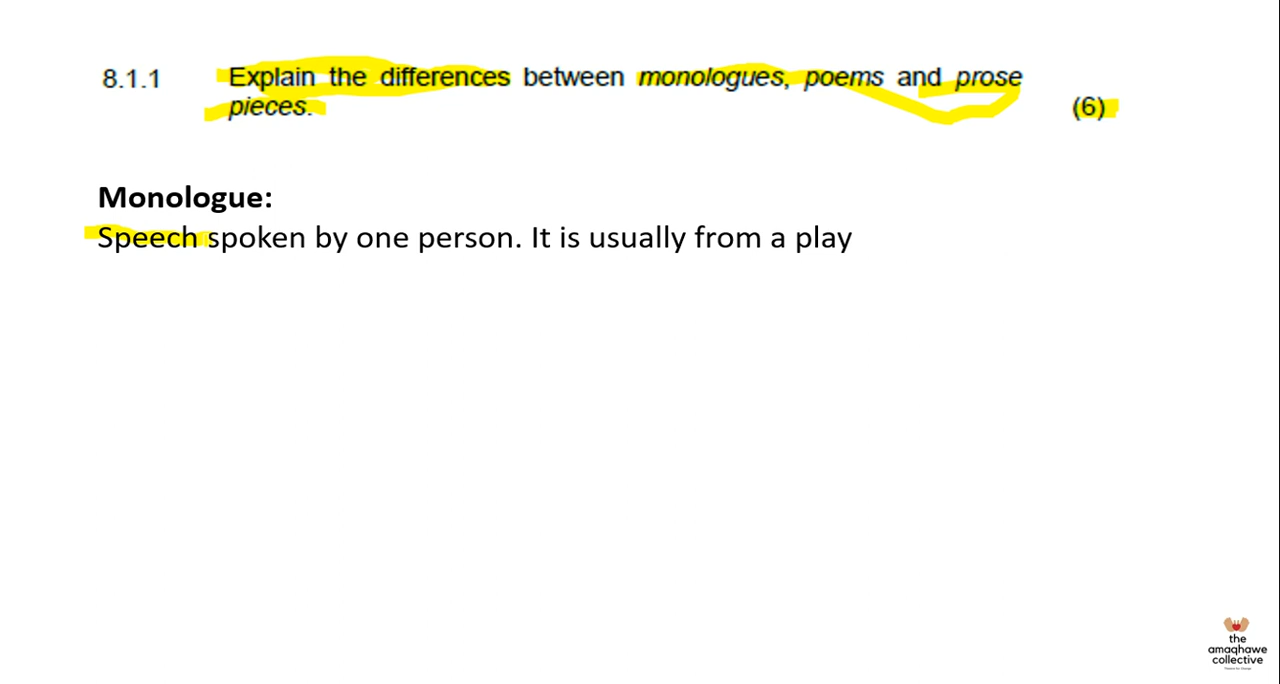 8.1.1 Explain the differences between monologues, poems and prose
pieces. (6)
Monologue:
Speech spoken by one person. It is usually from a play
the
amaqhawe
collective